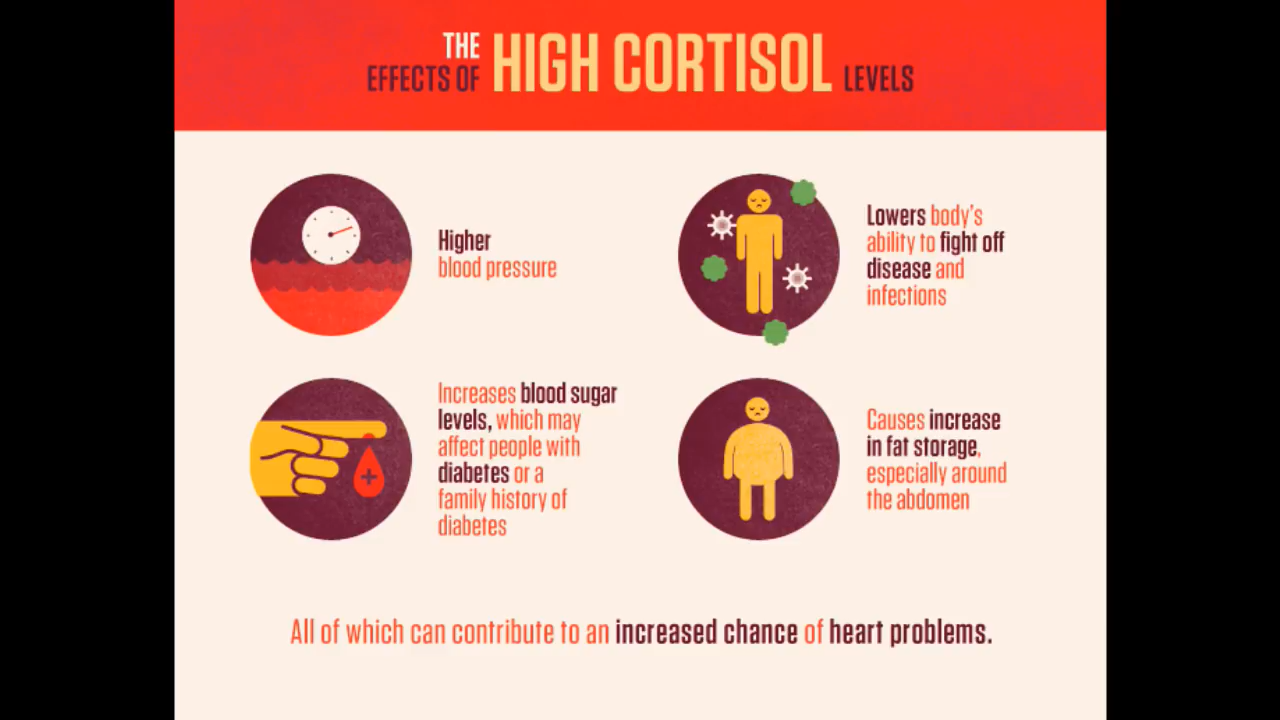 THE
EFFECTS OF HIGH CORTISOL LEVELS
Higher
blood pressure
Lowers body's
ability to fight off
disease and
infections
Increases blood sugar
levels, which may
affect people with
diabetes or a
family history of
diabetes
Causes increase
in fat storage,
especially around
the abdomen
All of which can contribute to an increased chance of heart problems.